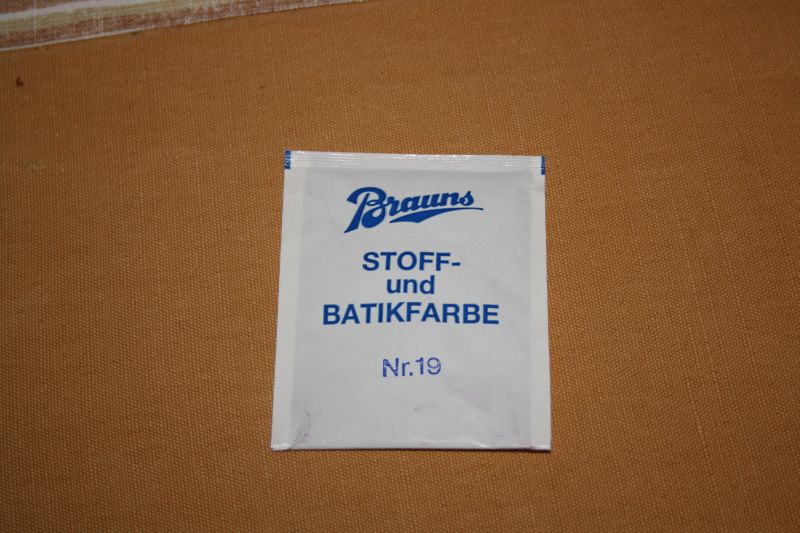 Brauns
STOFF-
und
BATIKFARBE
Nr.19